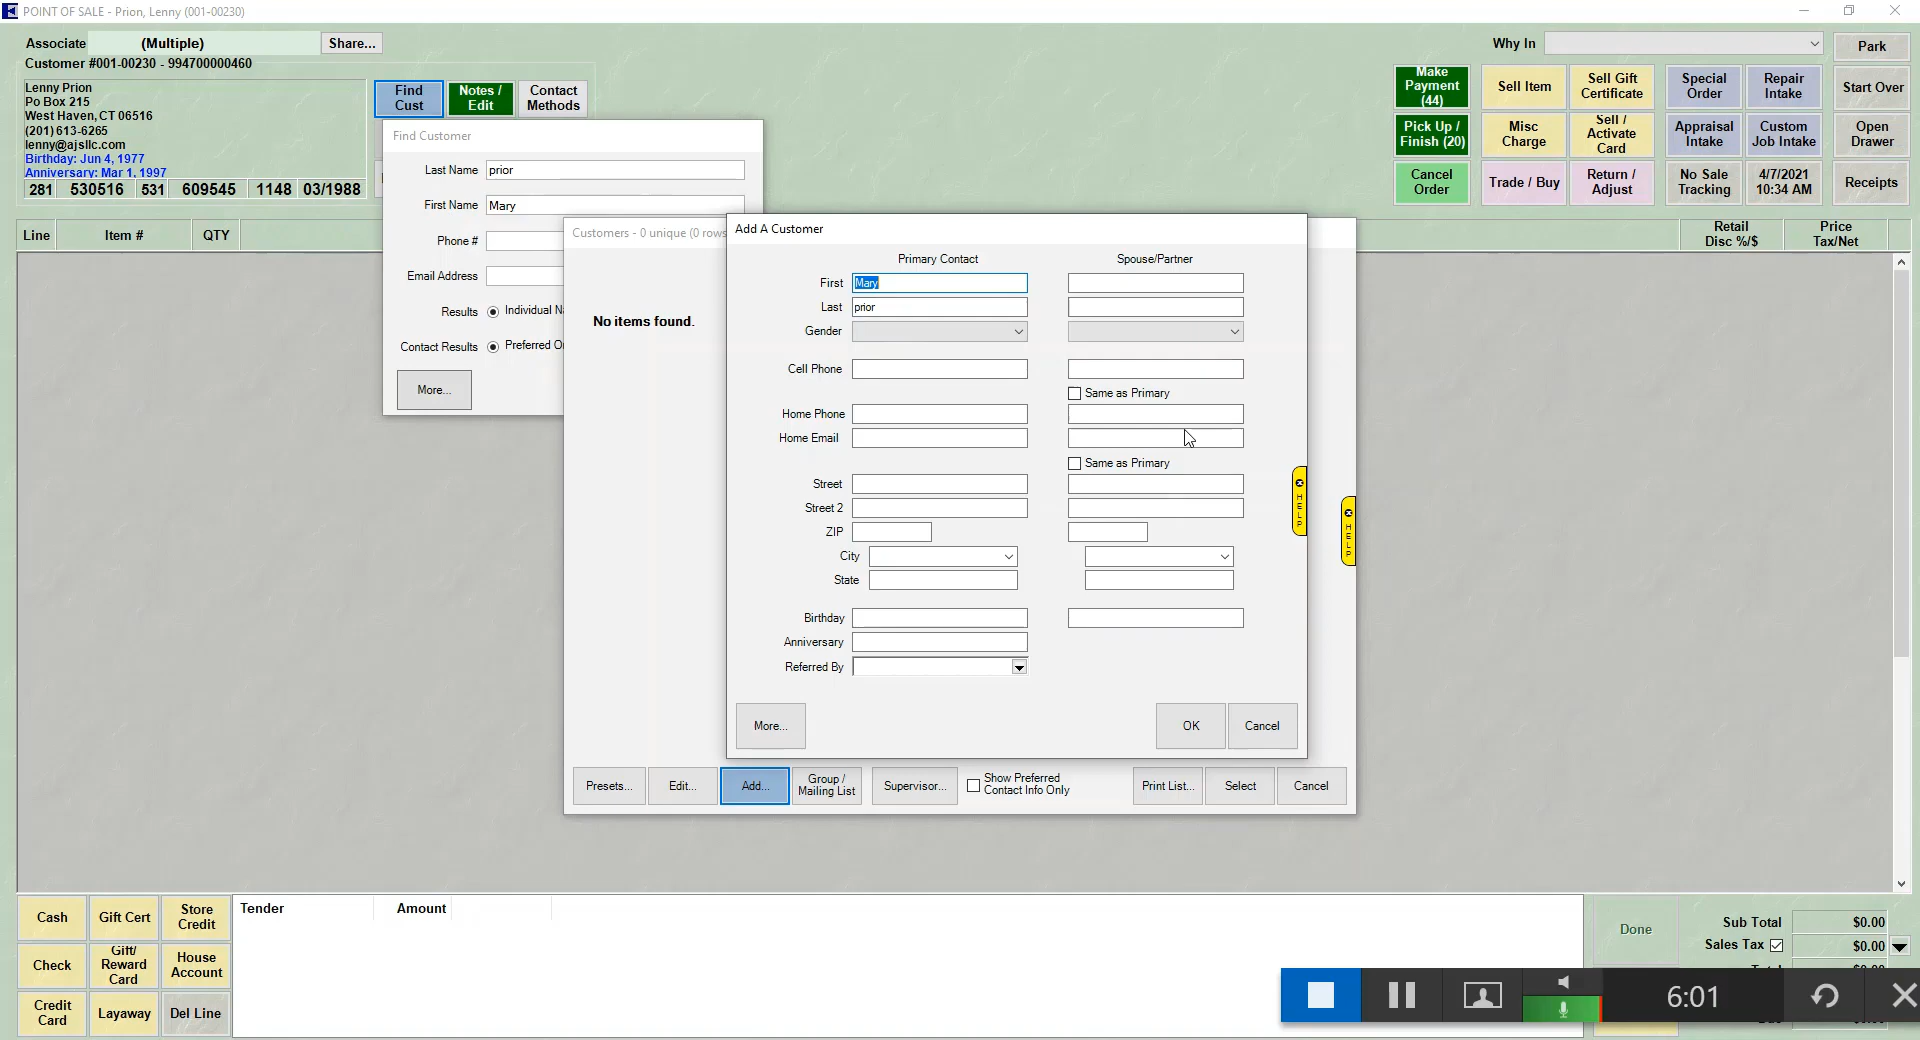 POINT OF SALE - Prion, Lenny (001-00230)
Associate (Multiple) Share...
Customer #001-00230 - 994700000460
Lenny Prion
Po Box 215
West Haven, CT 06516
(201) 613-6265
lenny@ajsllc.com
Birthday: Jun 4, 1977
Anniversary: Mar 1, 1997
281 530516 531 609545 1148 03/1988
Find
Cust
Notes /
Edit
Contact
Methods
Why In
Park
Make
Payment
(44)
Sell Item
Sell Gift
Certificate
Special
Order
Repair
Intake
Start Over
Pick Up /
Finish (20)
Misc
Charge
Sell /
Activate
Card
Appraisal
Intake
Custom
Job Intake
Open
Drawer
Cancel
Order
Trade / Buy
Return /
Adjust
No Sale
Tracking
4/7/2021
10:34 AM
Receipts
Line Item # QTY
Retail
Disc %/$
Price
Tax/Net
Find Customer
Last Name prior
First Name Mary
Phone #
Email Address
Results Individual
Contact Results Preferred
More...
Customers - 0 unique (0 rows
No items found.
Presets...
Edit...
Add...
Group /
Mailing List
Supervisor...
Show Preferred
Contact Info Only
Print List...
Select
Cancel
Add A Customer
Primary Contact Spouse/Partner
First Mary
Last prior
Gender
Cell Phone
Same as Primary
Home Phone
Home Email
Same as Primary
Street
Street 2
ZIP
City
State
Birthday
Anniversary
Referred By
More...
OK
Cancel
HELP
HELP
Cash
Gift Cert
Store
Credit
Check
Gift/
Reward
Card
House
Account
Credit
Card
Layaway
Del Line
Tender Amount
Done
Sub Total $0.00
Sales Tax $0.00
6:01